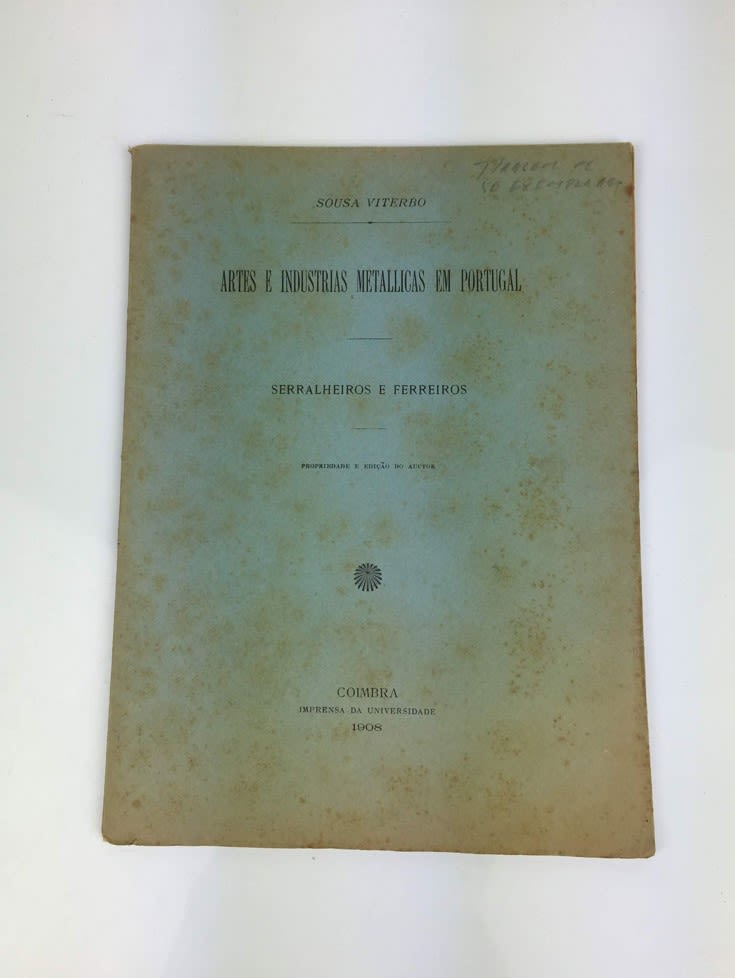 SOUSA VITERBO
ARTES E INDUSTRIAS METALLICAS EM PORTUGAL
SERRALHEIROS E FERREIROS
PROPRIEDADE E EDIÇÃO DO AUCTOR
COIMBRA
IMPRENSA DA UNIVERSIDADE
1908